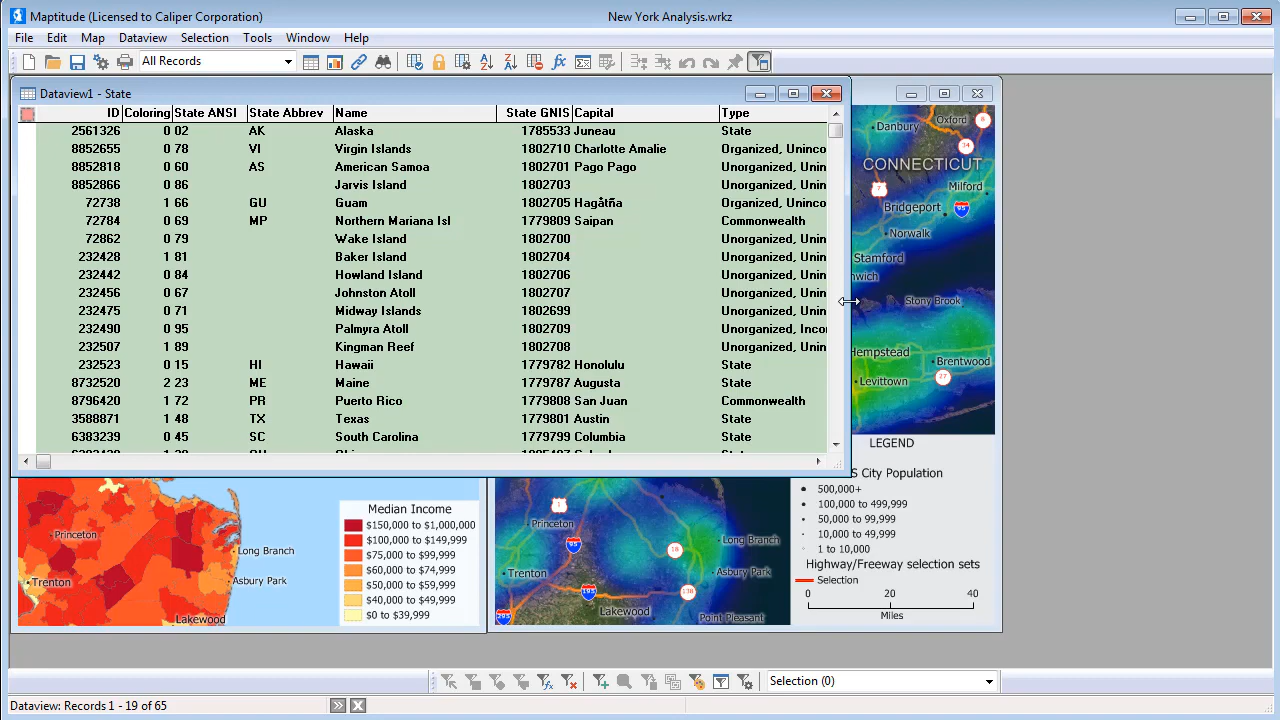 Maptitude (Licensed to Caliper Corporation) New York Analysis.wrkz
File Edit Map Dataview Selection Tools Window Help
All Records
Dataview1 - State
ID Coloring State ANSI State Abbrev Name State GNIS Capital Type
2561326 0 02 AK Alaska 1785533 Juneau State
8852655 0 78 VI Virgin Islands 1802710 Charlotte Amalie Organized, Uninco
8852818 0 60 AS American Samoa 1802701 Pago Pago Unorganized, Unin
8852866 0 86 Jarvis Island 1802703 Unorganized, Unin
72738 1 66 GU Guam 1802705 Hagåtña Organized, Uninco
72784 0 69 MP Northern Mariana Isl 1779809 Saipan Commonwealth
72862 0 79 Wake Island 1802700 Unorganized, Unin
232428 1 81 Baker Island 1802704 Unorganized, Unin
232442 0 84 Howland Island 1802706 Unorganized, Unin
232456 0 67 Johnston Atoll 1802707 Unorganized, Unin
232475 0 71 Midway Islands 1802699 Unorganized, Unin
232490 0 95 Palmyra Atoll 1802709 Unorganized, Inco
232507 1 89 Kingman Reef 1802708 Unorganized, Unin
232523 0 15 HI Hawaii 1779782 Honolulu State
8732520 2 23 ME Maine 1779787 Augusta State
8796420 1 72 PR Puerto Rico 1779808 San Juan Commonwealth
3588871 1 48 TX Texas 1779801 Austin State
6383239 0 45 SC South Carolina 1779799 Columbia State
Danbury
Oxford
8
34
CONNECTICUT
7
Milford
Bridgeport
95
Norwalk
Stamford
nwich
Stony Brook
Hempstead
Brentwood
27
Levittown
LEGEND
S City Population
500,000+
100,000 to 499,999
50,000 to 99,999
10,000 to 49,999
1 to 10,000
Highway/Freeway selection sets
Selection
0 20 40
Miles
Princeton
Trenton
Long Branch
Asbury Park
Lakewood
Median Income
$150,000 to $1,000,000
$100,000 to $149,999
$75,000 to $99,999
$60,000 to $74,999
$50,000 to $59,999
$40,000 to $49,999
$0 to $39,999
1
Princeton
95
18
Long Branch
Trenton
Asbury Park
195
138
Lakewood
295
Point Pleasant
Selection (0)
Dataview: Records 1 - 19 of 65